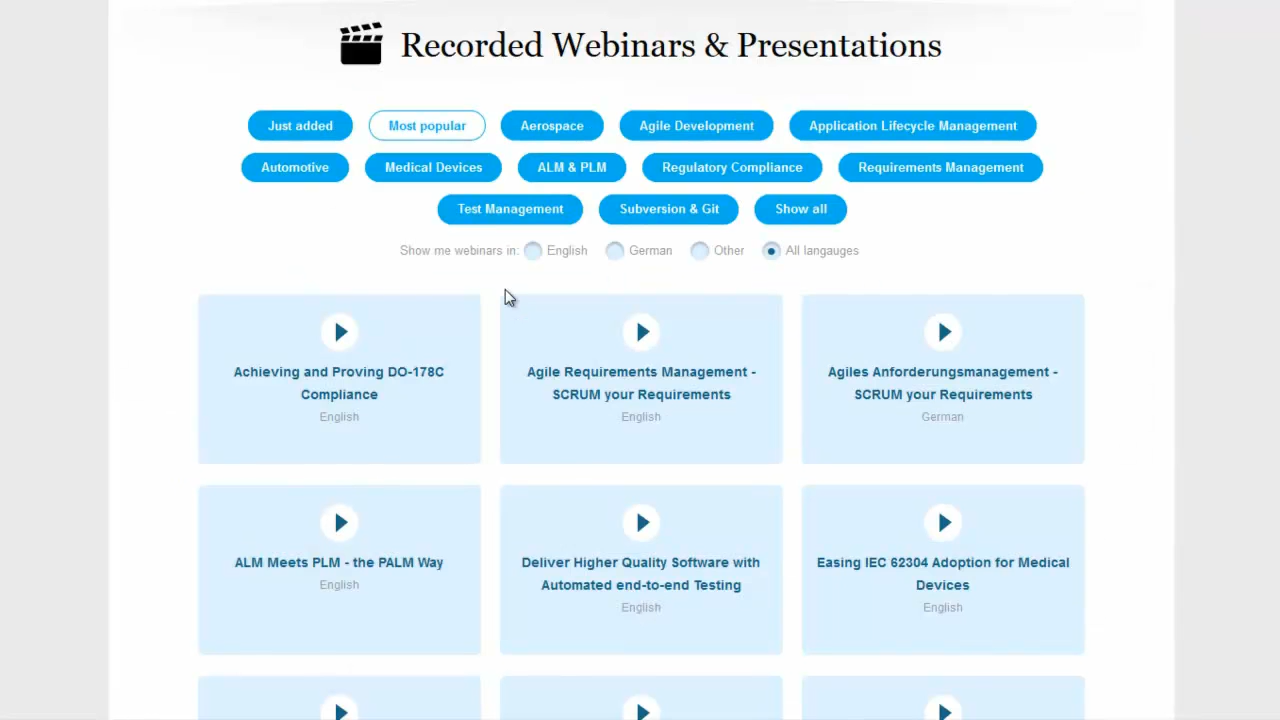 Recorded Webinars & Presentations
Just added Most popular Aerospace Agile Development Application Lifecycle Management
Automotive Medical Devices ALM & PLM Regulatory Compliance Requirements Management
Test Management Subversion & Git Show all
Show me webinars in: English German Other All langauges
Achieving and Proving DO-178C
Compliance
English
Agile Requirements Management -
SCRUM your Requirements
English
Agiles Anforderungsmanagement -
SCRUM your Requirements
German
ALM Meets PLM - the PALM Way
English
Deliver Higher Quality Software with
Automated end-to-end Testing
English
Easing IEC 62304 Adoption for Medical
Devices
English